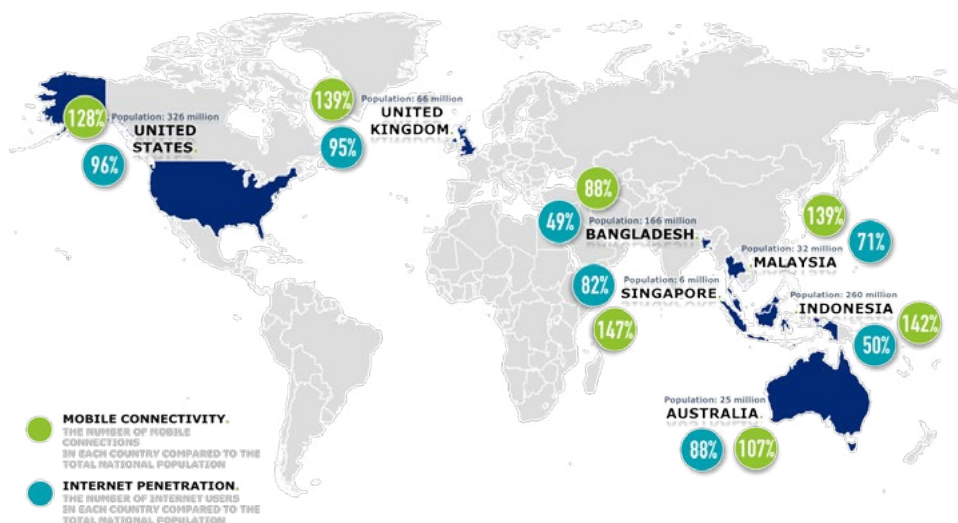 139%
Population: 66 million
UNITED
KINGDOM.
95%
128%
Population: 326 million
UNITED
STATES.
96%
88%
49%
Population: 166 million
BANGLADESH.
139%
71%
Population: 32 million
.MALAYSIA
82%
Population: 6 million
SINGAPORE.
147%
Population: 260 million
.INDONESIA
142%
50%
Population: 25 million
AUSTRALIA.
88%
107%
MOBILE CONNECTIVITY.
THE NUMBER OF MOBILE
CONNECTIONS
IN EACH COUNTRY COMPARED TO THE
TOTAL NATIONAL POPULATION
INTERNET PENETRATION.
THE NUMBER OF INTERNET USERS
IN EACH COUNTRY COMPARED TO THE
TOTAL NATIONAL POPULATION